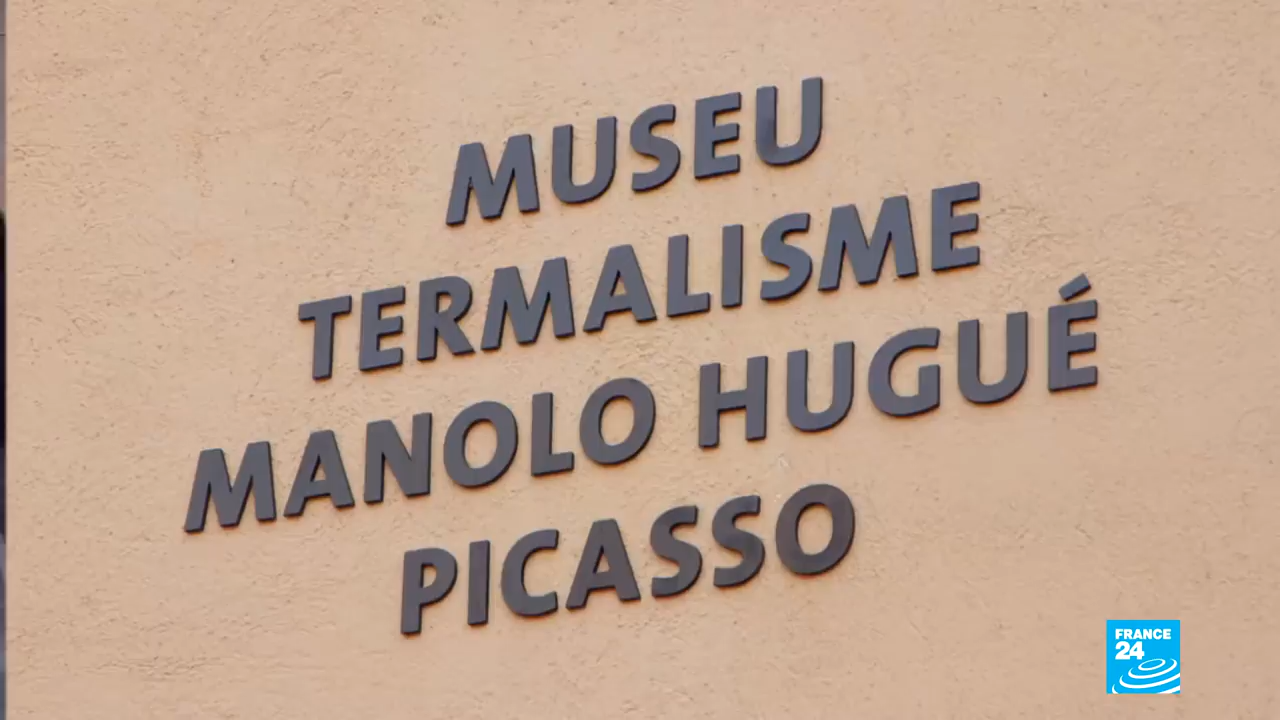 MUSEU
TERMALISME
MANOLO HUGUÉ
PICASSO
FRANCE
24